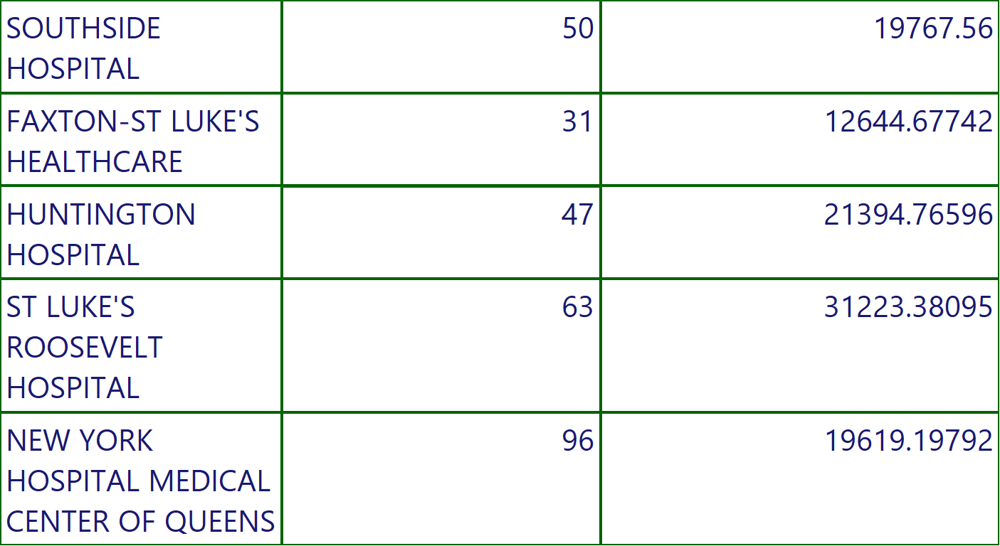 SOUTHSIDE 50 19767.56
HOSPITAL
FAXTON-ST LUKE'S 31 12644.67742
HEALTHCARE
HUNTINGTON 47 21394.76596
HOSPITAL
ST LUKE'S 63 31223.38095
ROOSEVELT
HOSPITAL
NEW YORK 96 19619.19792
HOSPITAL MEDICAL
CENTER OF QUEENS